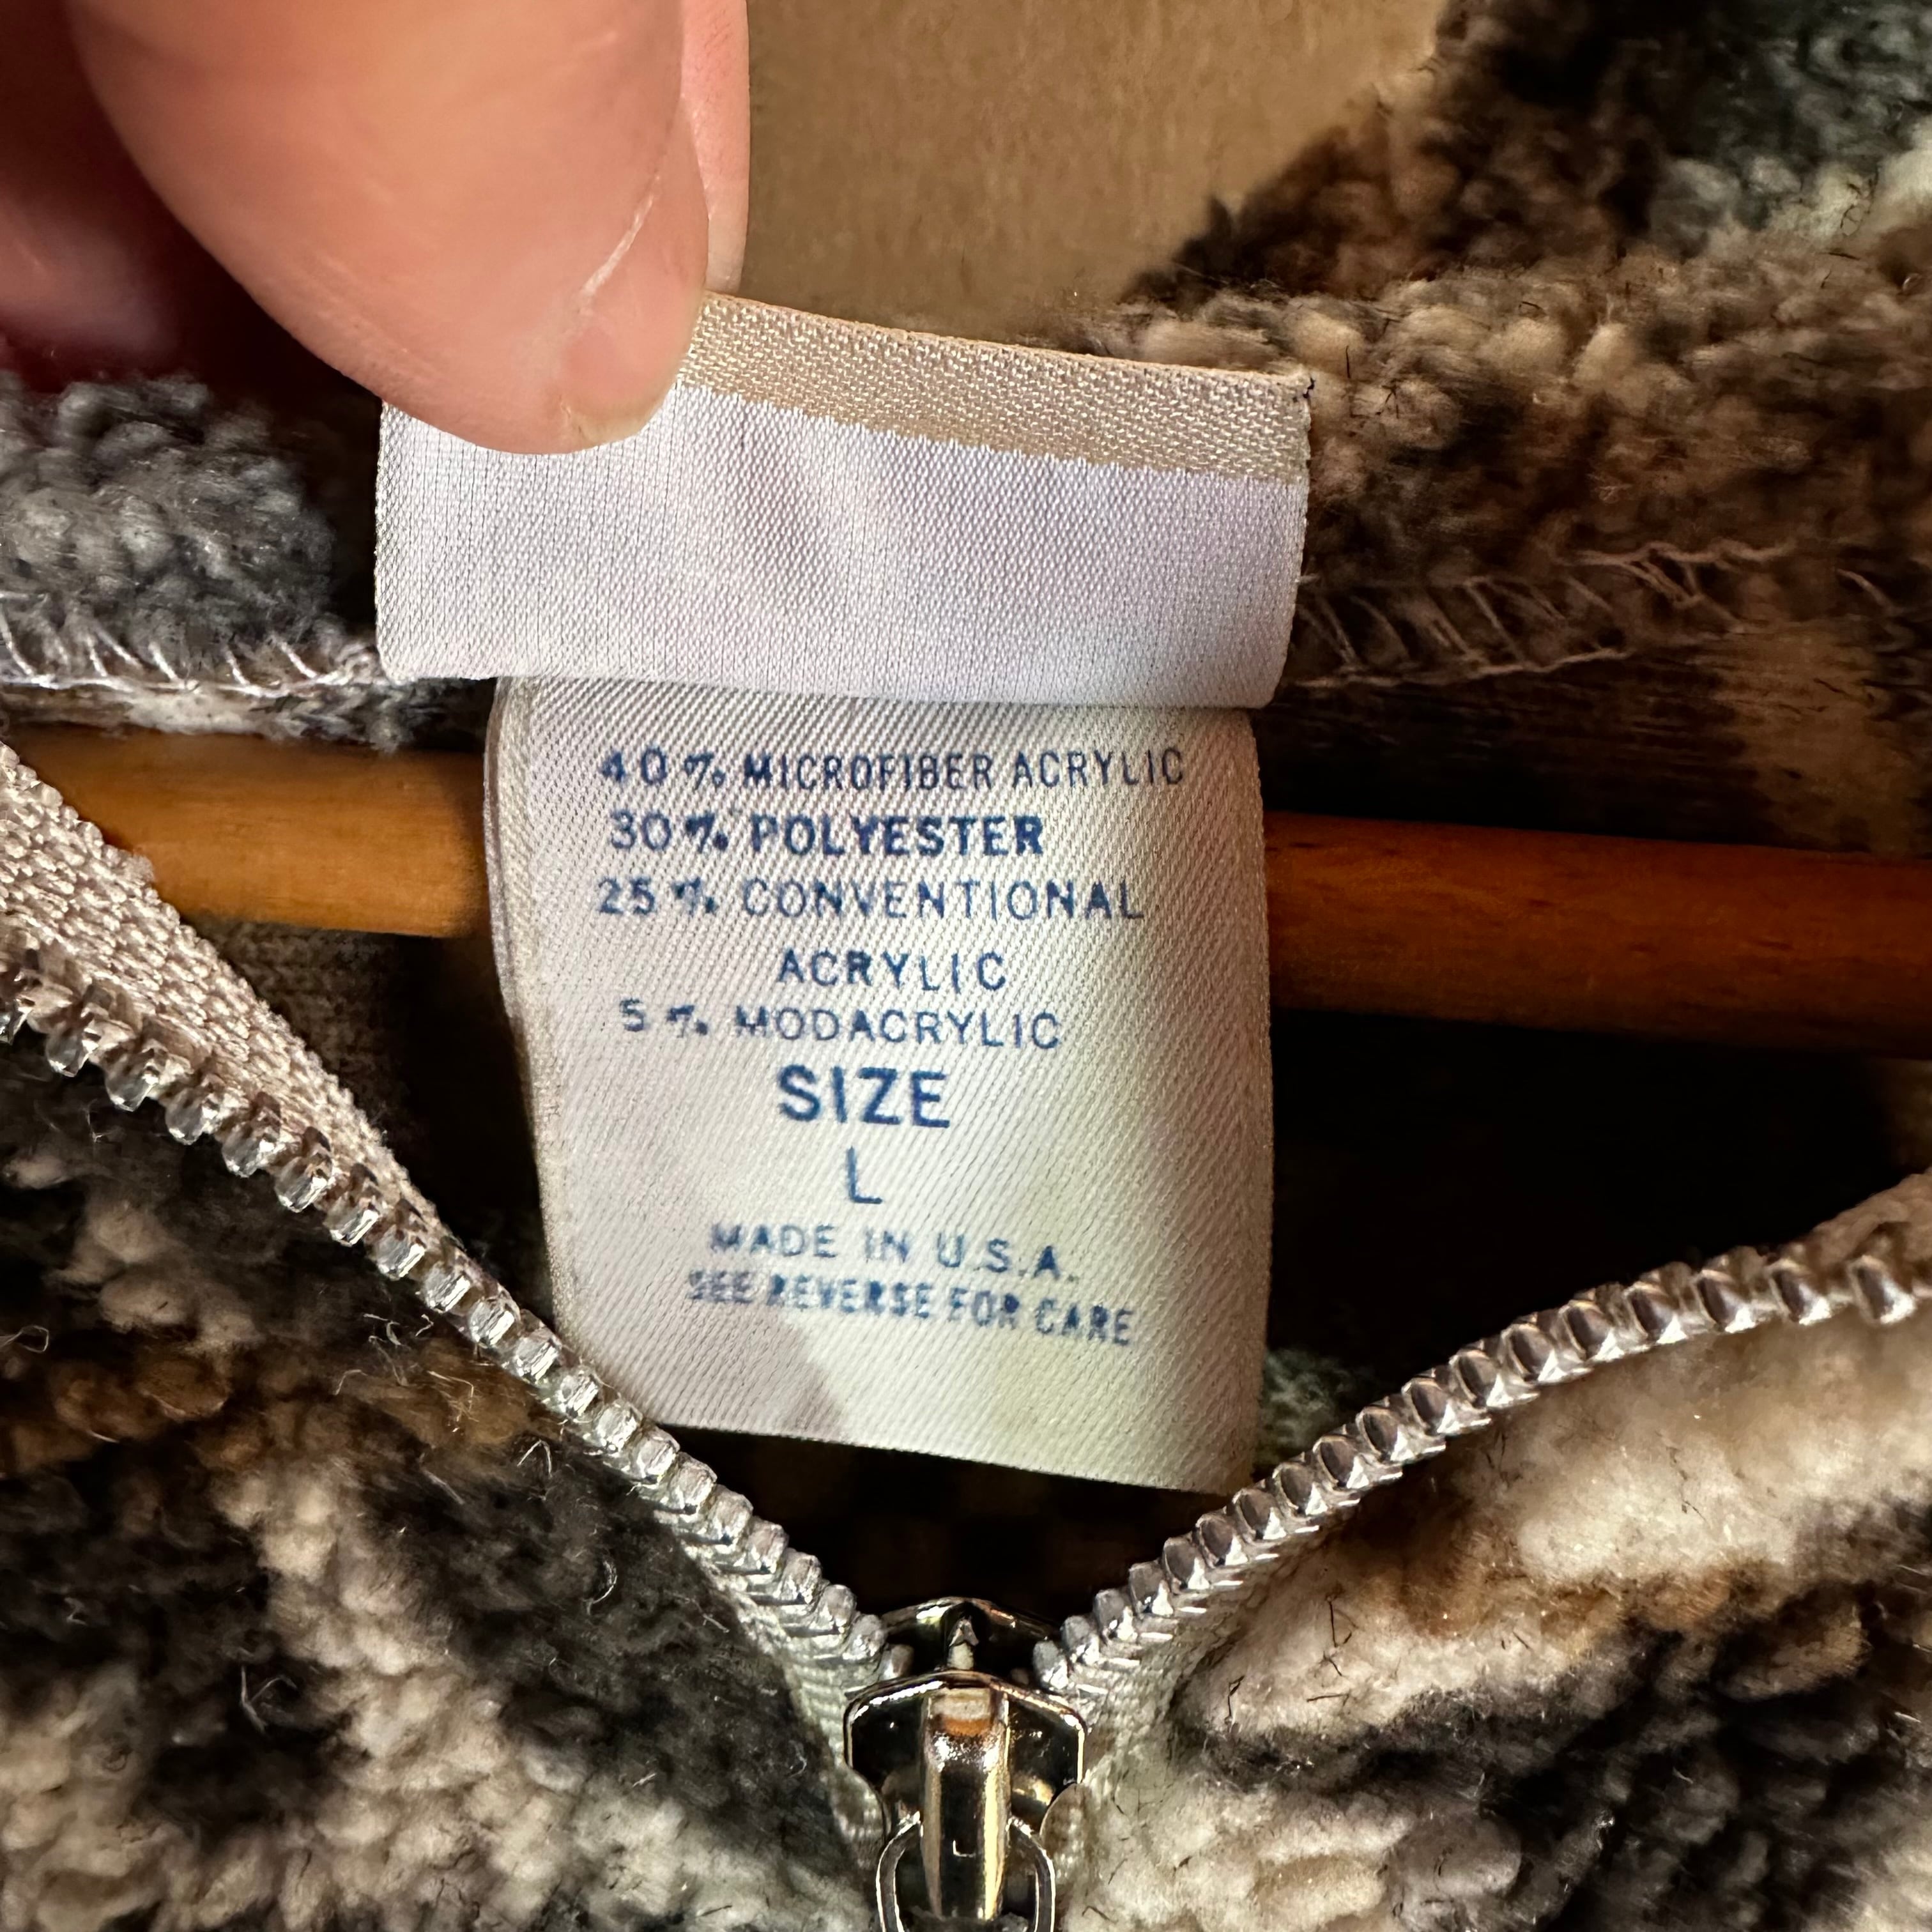 40% MICROFIBER ACRYLIC
30% POLYESTER
25% CONVENTIONAL
ACRYLIC
5% MODACRYLIC
SIZE
L
MADE IN U.S.A.
SEE REVERSE FOR CARE